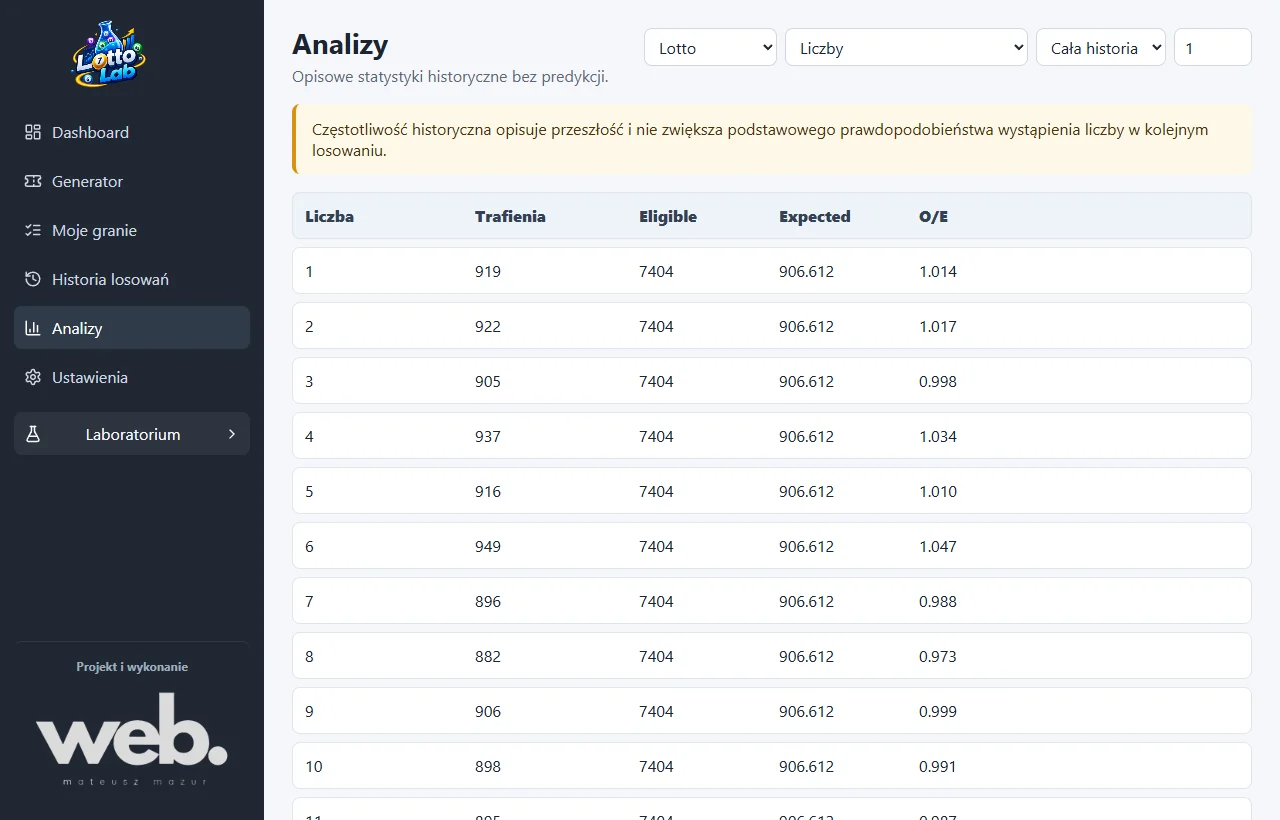 Lotto
Lab
Dashboard
Generator
Moje granie
Historia losowań
Analizy
Ustawienia
Laboratorium
Projekt i wykonanie
web.
mateusz mazur
Analizy
Opisowe statystyki historyczne bez predykcji.
Lotto
Liczby
Cała historia
1
Częstotliwość historyczna opisuje przeszłość i nie zwiększa podstawowego prawdopodobieństwa wystąpienia liczby w kolejnym
losowaniu.
Liczba Trafienia Eligible Expected O/E
1 919 7404 906.612 1.014
2 922 7404 906.612 1.017
3 905 7404 906.612 0.998
4 937 7404 906.612 1.034
5 916 7404 906.612 1.010
6 949 7404 906.612 1.047
7 896 7404 906.612 0.988
8 882 7404 906.612 0.973
9 906 7404 906.612 0.999
10 898 7404 906.612 0.991